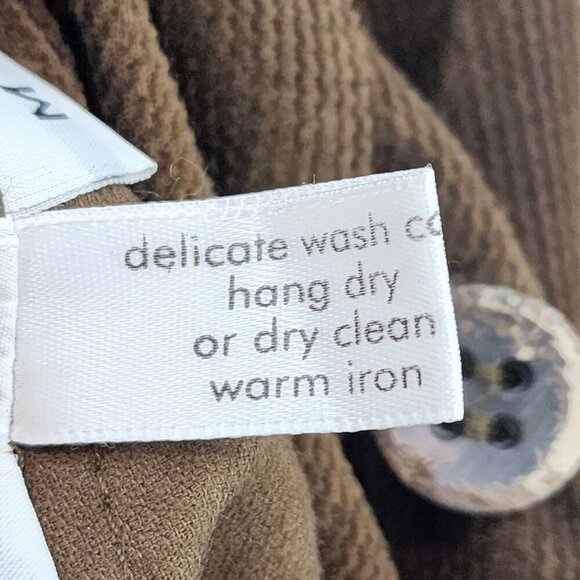 M
delicate wash
hang dry
or dry clean
warm iron